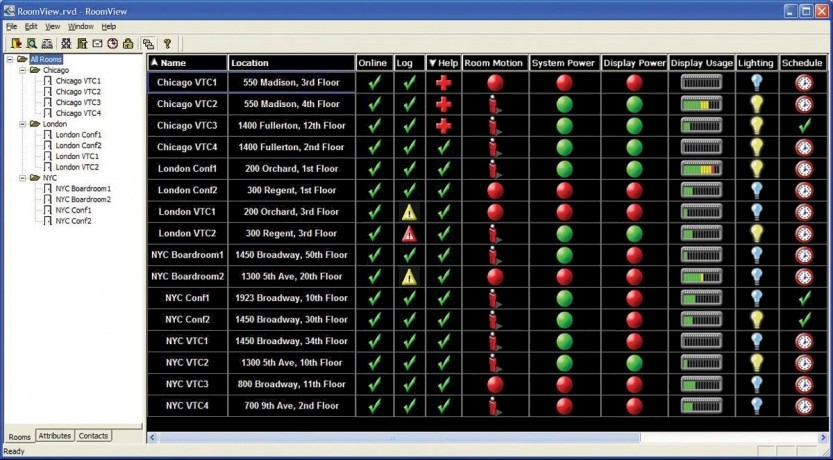 RoomView.rvd - RoomView
File Edit View Window Help
All Rooms
Chicago
Chicago VTC1
Chicago VTC2
Chicago VTC3
Chicago VTC4
London
London Conf1
London Conf2
London VTC1
London VTC2
NYC
NYC Boardroom1
NYC Boardroom2
NYC Conf1
NYC Conf2
Name Location Online Log Help Room Motion System Power Display Power Display Usage Lighting Schedule
Chicago VTC1 550 Madison, 3rd Floor
Chicago VTC2 550 Madison, 4th Floor
Chicago VTC3 1400 Fullerton, 12th Floor
Chicago VTC4 1400 Fullerton, 2nd Floor
London Conf1 200 Orchard, 1st Floor
London Conf2 300 Regent, 1st Floor
London VTC1 200 Orchard, 3rd Floor
London VTC2 300 Regent, 3rd Floor
NYC Boardroom1 1450 Broadway, 50th Floor
NYC Boardroom2 1300 5th Ave, 20th Floor
NYC Conf1 1923 Broadway, 10th Floor
NYC Conf2 1450 Broadway, 30th Floor
NYC VTC1 1450 Broadway, 34th Floor
NYC VTC2 1300 5th Ave, 10th Floor
NYC VTC3 800 Broadway, 11th Floor
NYC VTC4 700 9th Ave, 2nd Floor
Rooms Attributes Contacts
Ready